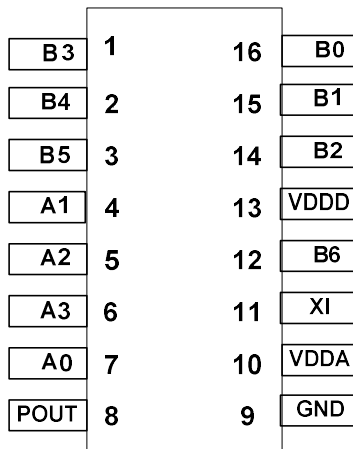 B3 1 16 B0
B4 2 15 B1
B5 3 14 B2
A1 4 13 VDDD
A2 5 12 B6
A3 6 11 XI
A0 7 10 VDDA
POUT 8 9 GND